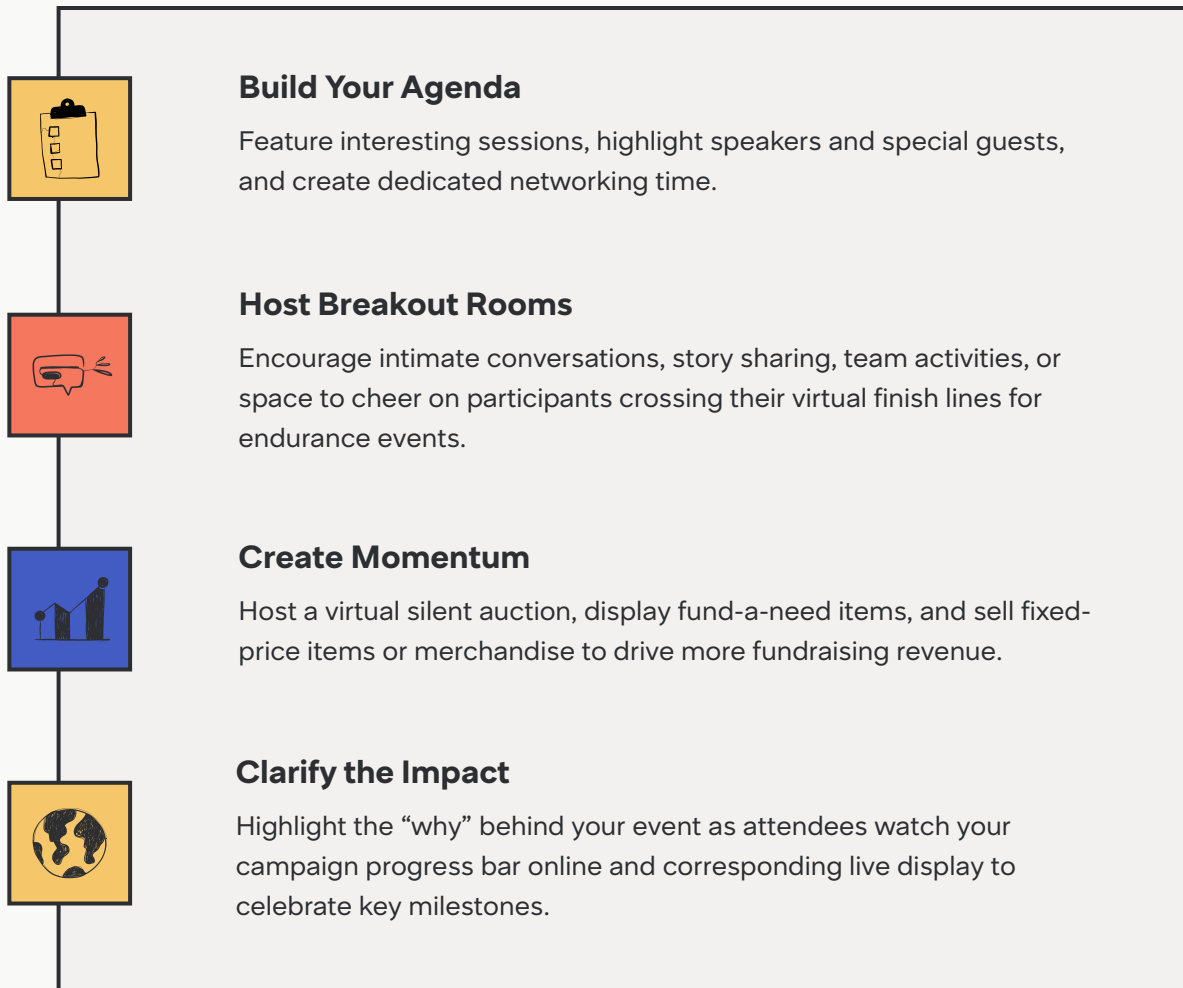 Build Your Agenda
Feature interesting sessions, highlight speakers and special guests,
and create dedicated networking time.
Host Breakout Rooms
Encourage intimate conversations, story sharing, team activities, or
space to cheer on participants crossing their virtual finish lines for
endurance events.
Create Momentum
Host a virtual silent auction, display fund-a-need items, and sell fixed-
price items or merchandise to drive more fundraising revenue.
Clarify the Impact
Highlight the “why” behind your event as attendees watch your
campaign progress bar online and corresponding live display to
celebrate key milestones.